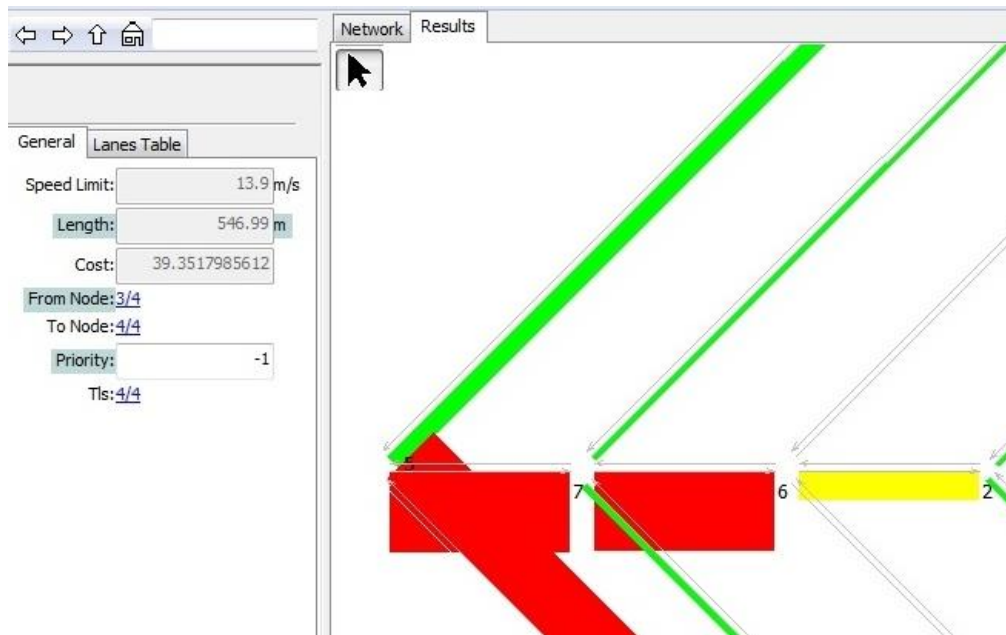 Network Results
General Lanes Table
Speed Limit: 13.9 m/s
Length: 546.99 m
Cost: 39.3517985612
From Node: 3/4
To Node: 4/4
Priority: -1
Tls: 4/4
5
7 6 2